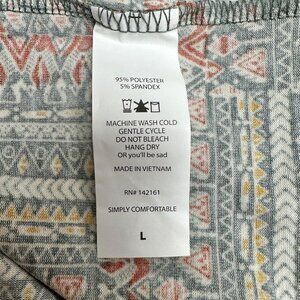 95% POLYESTER
5% SPANDEX
MACHINE WASH COLD
GENTLE CYCLE
DO NOT BLEACH
HANG DRY
OR you'll be sad
MADE IN VIETNAM
RN# 142161
SIMPLY COMFORTABLE
L